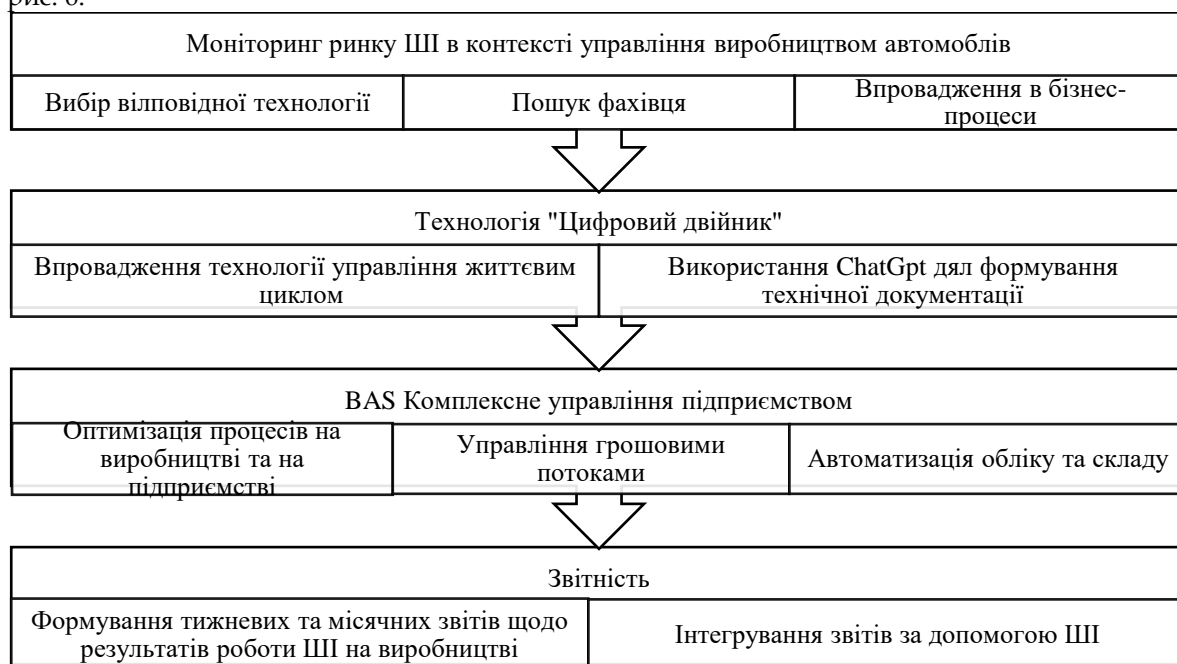 рис. 6.
Моніторинг ринку ШІ в контексті управління виробництвом автомоблів
Вибір вілповідної технології
Пошук фахівця
Впровадження в бізнес-
процеси
Технологія "Цифровий двійник"
Впровадження технології управління життєвим
циклом
Використання ChatGpt дял формування
технічної документації
BAS Комплексне управління підприємством
Оптимізація процесів на
виробництві та на
підприємстві
Управління грошовими
потоками
Автоматизація обліку та складу
Звітність
Формування тижневих та місячних звітів щодо
результатів роботи ШІ на виробництві
Інтегрування звітів за допомогою ШІ